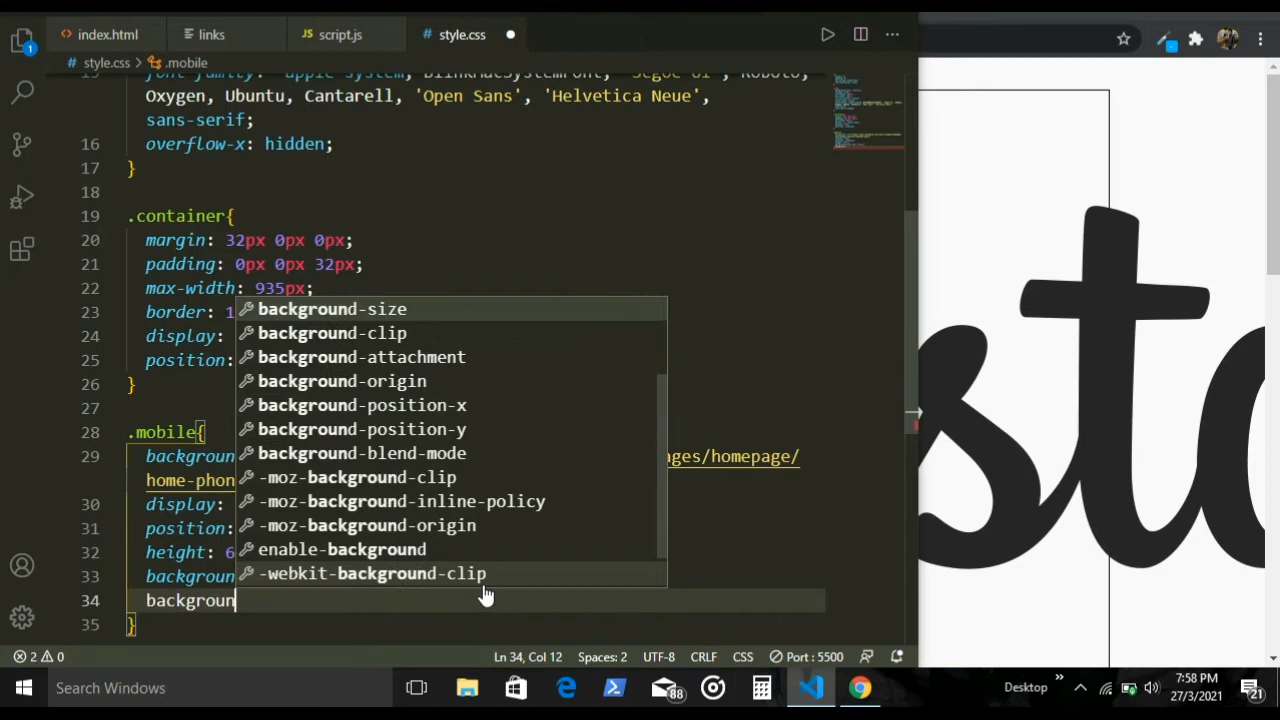 index.html
links
script.js
style.css
style.css > .mobile
Oxygen, Ubuntu, Cantarell, 'Open Sans', 'Helvetica Neue',
sans-serif;
16 overflow-x: hidden;
17 }
18
19 .container{
20 margin: 32px 0px 0px;
21 padding: 0px 0px 32px;
22 max-width: 935px;
23 border: 1
24 display:
25 position:
26 }
27
28 .mobile{
29 backgroun ages/homepage/
home-phon
30 display:
31 position:
32 height: 6
33 backgroun
34 backgroun
35 }
background-size
background-clip
background-attachment
background-origin
background-position-x
background-position-y
background-blend-mode
-moz-background-clip
-moz-background-inline-policy
-moz-background-origin
enable-background
-webkit-background-clip
1
sto
2 0 Ln 34, Col 12 Spaces: 2 UTF-8 CRLF CSS Port : 5500
Search Windows
88
Desktop
7:58 PM
27/3/2021
21